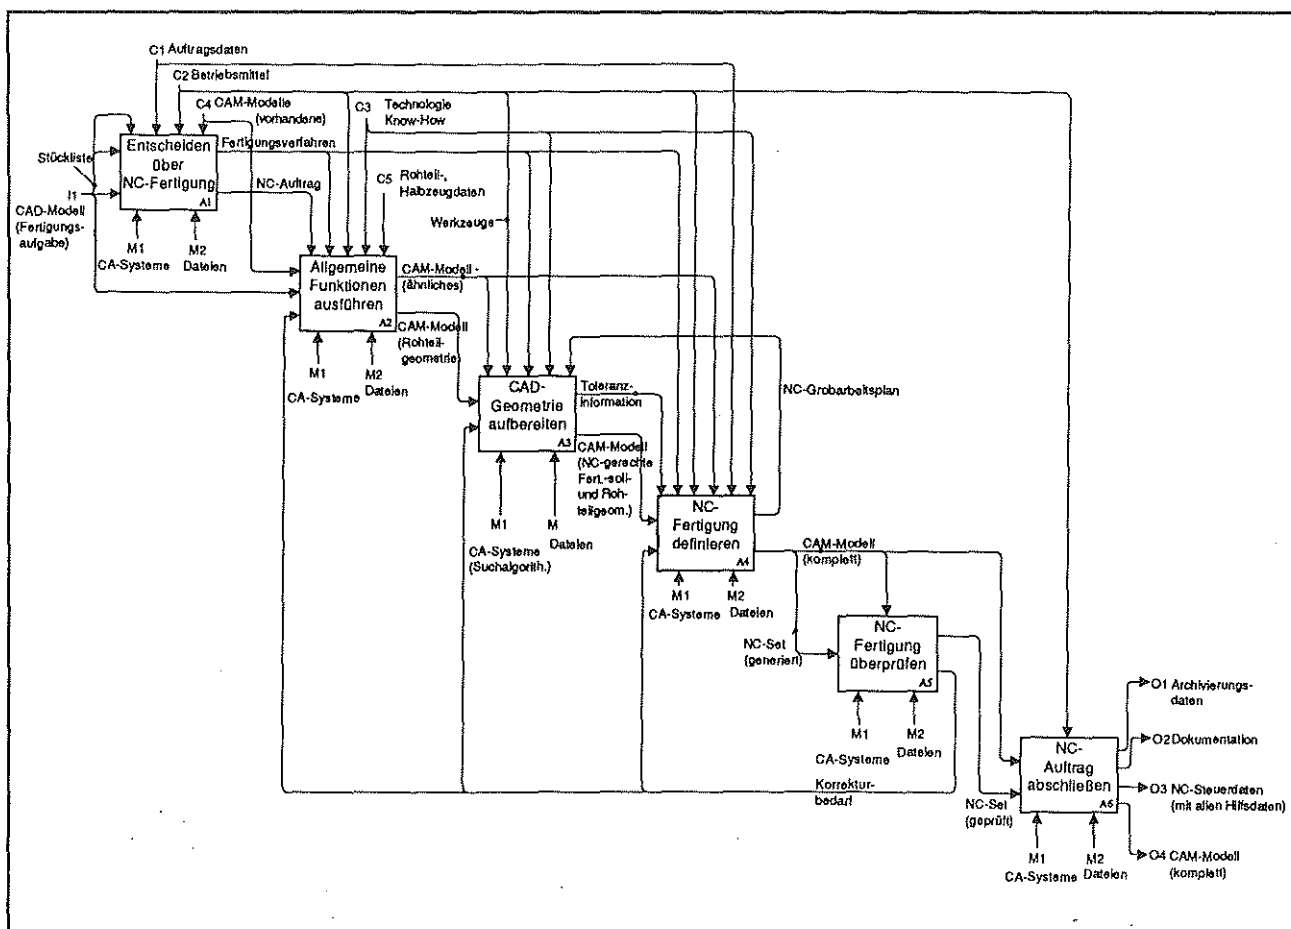 C1 Auftragsdaten
C2 Betriebsmittel
C4 CAM-Modelle
(vorhandene)
C3 Technologie
Know-How
Stückliste
I1
CAD-Modell
(Fertigungs-
aufgabe)
Entscheiden
über
NC-Fertigung
A1
Fertigungsverfahren
NC-Auftrag
M1
CA-Systeme
M2
Dateien
C5 Rohteil-,
Halbzeugdaten
Werkzeuge
Allgemeine
Funktionen
ausführen
A2
CAM-Modell
(ähnliches)
CAM-Modell
(Rohteil-
geometrie)
M1
CA-Systeme
M2
Dateien
CAD-
Geometrie
aufbereiten
A3
Toleranz-
information
CAM-Modell
(NC-gerechte
Fert.-soll-
und Roh-
teilgeom.)
NC-Grobarbeitsplan
M1
CA-Systeme
(Suchalgorith.)
M
Dateien
NC-
Fertigung
definieren
A4
CAM-Modell
(komplett)
M1
CA-Systeme
M2
Dateien
NC-Set
(generiert)
NC-
Fertigung
überprüfen
A5
M1
CA-Systeme
M2
Dateien
Korrektur-
bedarf
NC-Set
(geprüft)
NC-
Auftrag
abschließen
A6
M1
CA-Systeme
M2
Dateien
O1 Archivierungs-
daten
O2 Dokumentation
O3 NC-Steuerdaten
(mit allen Hilfsdaten)
O4 CAM-Modell
(komplett)